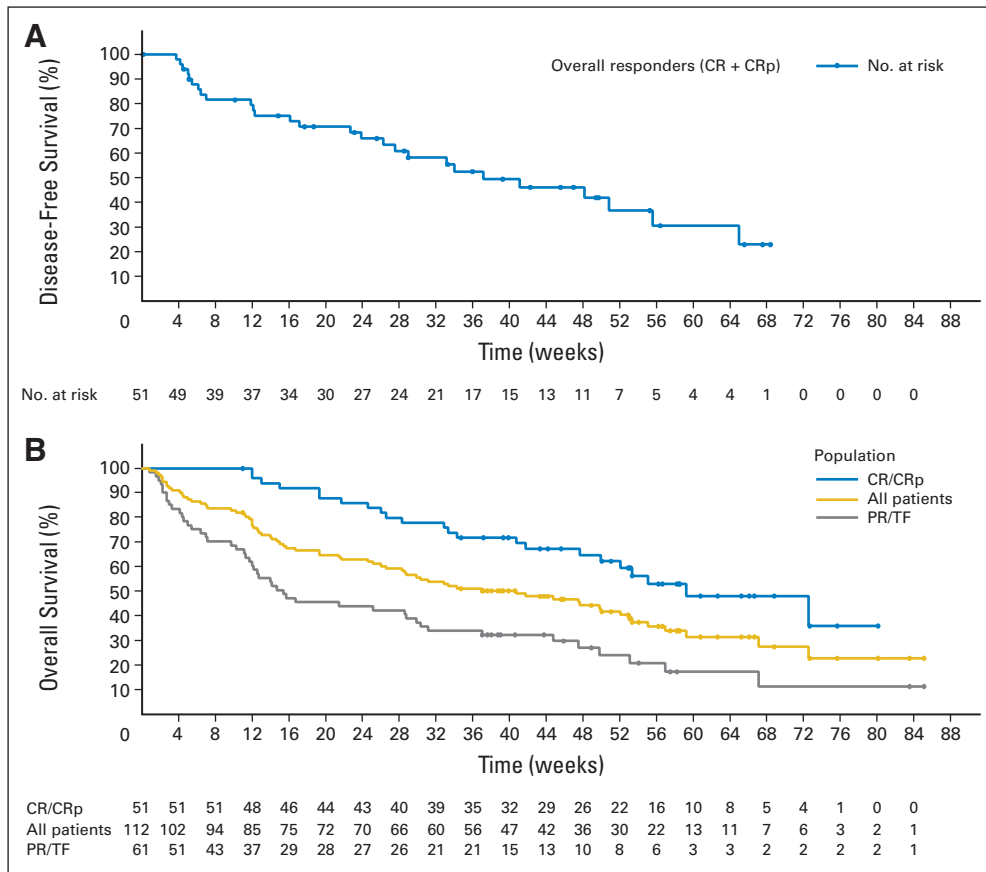 A
Overall responders (CR + CRp)
No. at risk
Disease-Free Survival (%)
100
90
80
70
60
50
40
30
20
10
0 4 8 12 16 20 24 28 32 36 40 44 48 52 56 60 64 68 72 76 80 84 88
Time (weeks)
No. at risk 51 49 39 37 34 30 27 24 21 17 15 13 11 7 5 4 4 1 0 0 0 0
B
Population
CR/CRp
All patients
PR/TF
Overall Survival (%)
100
90
80
70
60
50
40
30
20
10
0 4 8 12 16 20 24 28 32 36 40 44 48 52 56 60 64 68 72 76 80 84 88
Time (weeks)
CR/CRp 51 51 51 48 46 44 43 40 39 35 32 29 26 22 16 10 8 5 4 1 0 0
All patients 112 102 94 85 75 72 70 66 60 56 47 42 36 30 22 13 11 7 6 3 2 1
PR/TF 61 51 43 37 29 28 27 26 21 21 15 13 10 8 6 3 3 2 2 2 2 1